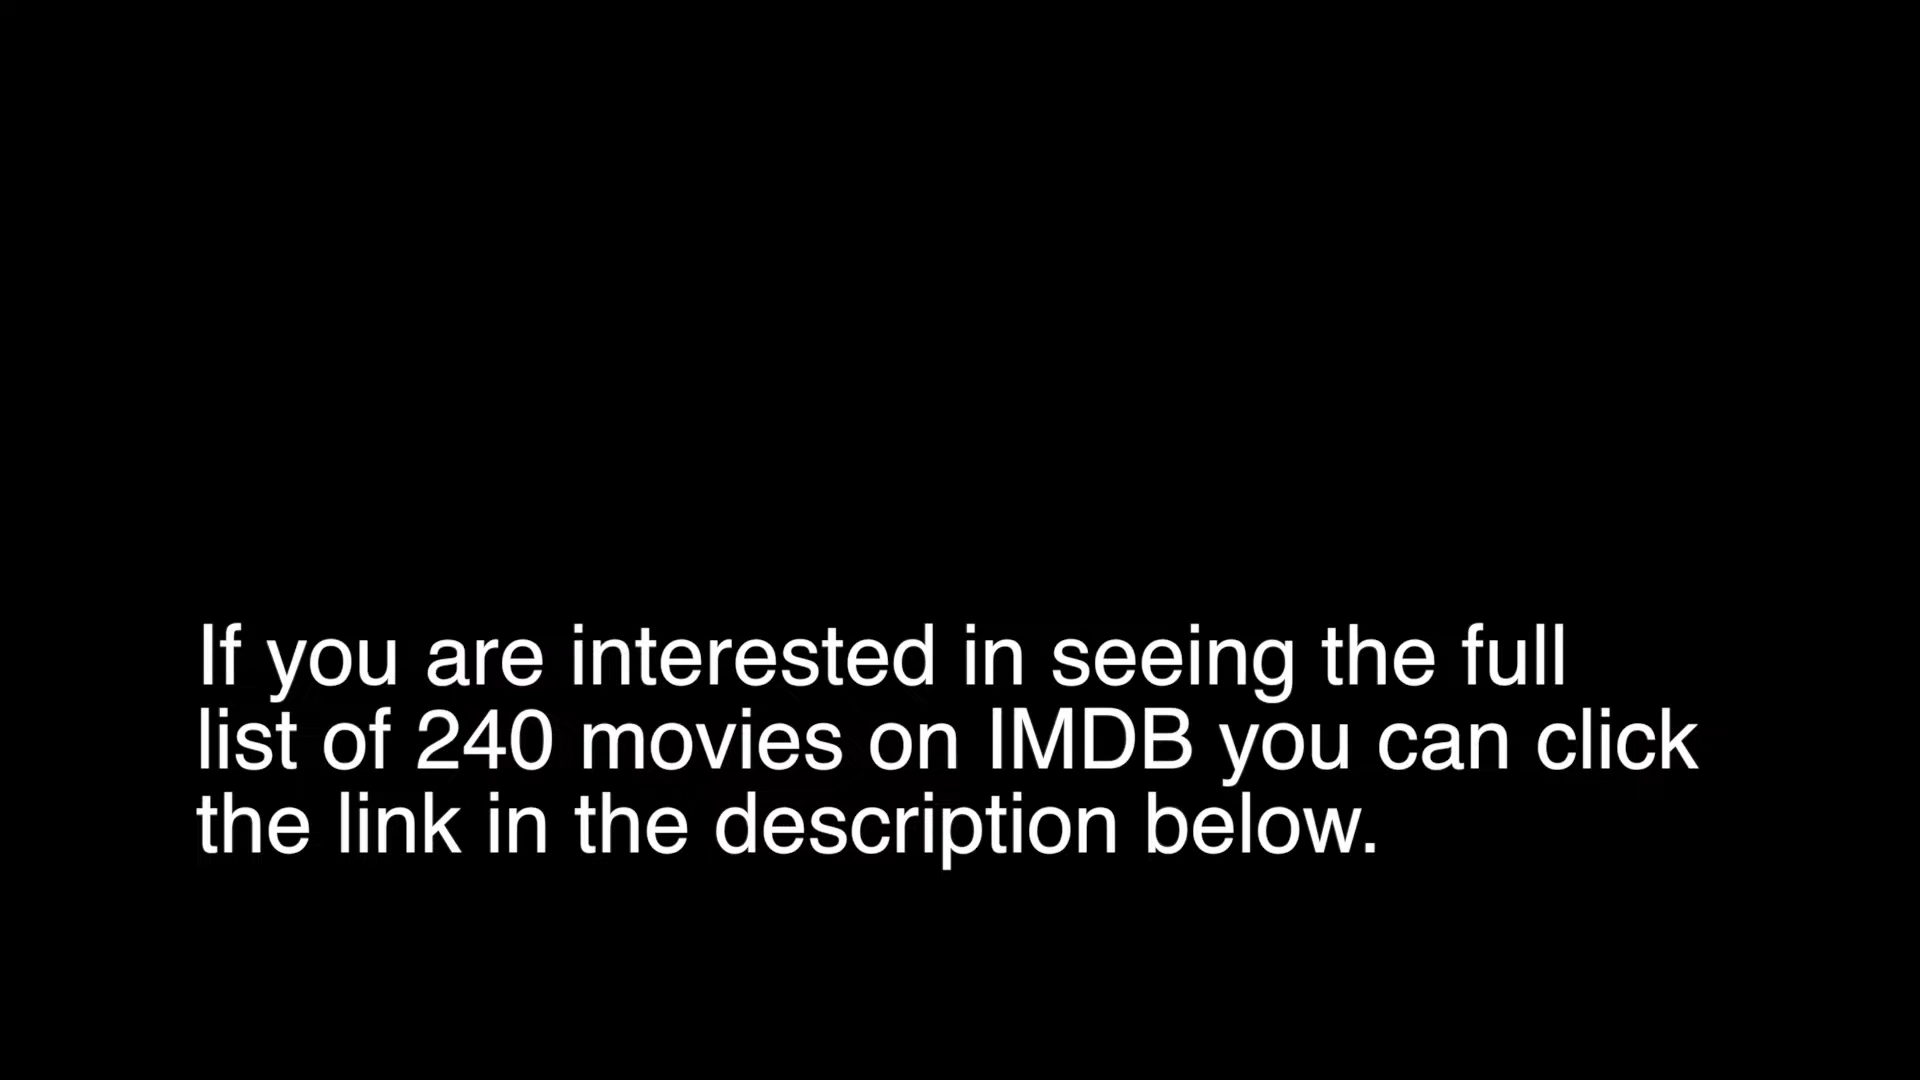 If you are interested in seeing the full
list of 240 movies on IMDB you can click
the link in the description below.